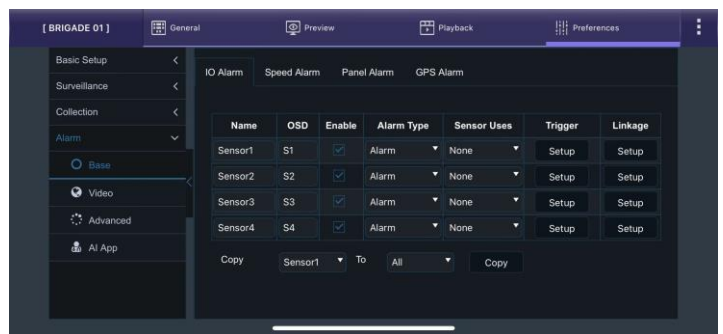 [ BRIGADE 01 ] General Preview Playback Preferences
Basic Setup
Surveillance
Collection
Alarm
Base
Video
Advanced
AI App
IO Alarm Speed Alarm Panel Alarm GPS Alarm
Name OSD Enable Alarm Type Sensor Uses Trigger Linkage
Sensor1 S1 Alarm None Setup Setup
Sensor2 S2 Alarm None Setup Setup
Sensor3 S3 Alarm None Setup Setup
Sensor4 S4 Alarm None Setup Setup
Copy Sensor1 To All Copy